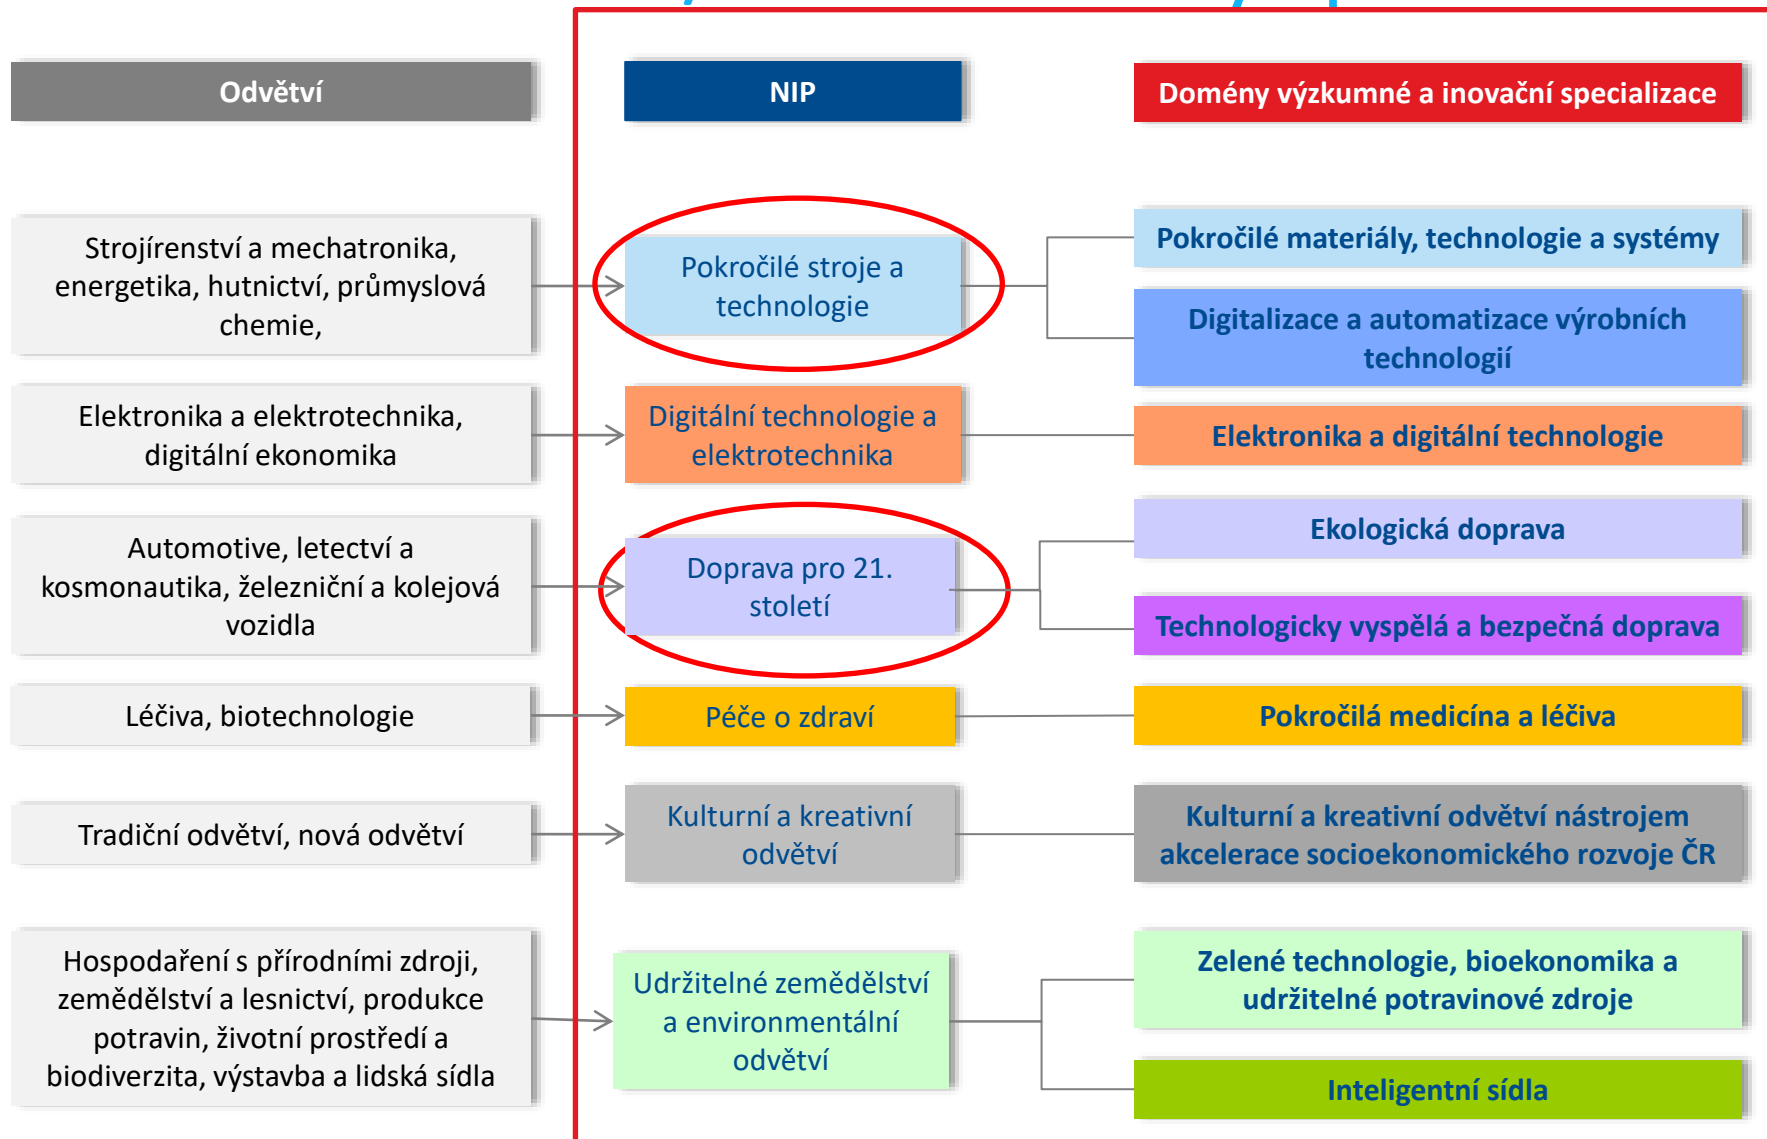 Odvětví
NIP
Domény výzkumné a inovační specializace
Strojírenství a mechatronika,
energetika, hutnictví, průmyslová
chemie,
Pokročilé stroje a
technologie
Pokročilé materiály, technologie a systémy
Digitalizace a automatizace výrobních
technologií
Elektronika a elektrotechnika,
digitální ekonomika
Digitální technologie a
elektrotechnika
Elektronika a digitální technologie
Automotive, letectví a
kosmonautika, železniční a kolejová
vozidla
Doprava pro 21.
století
Ekologická doprava
Technologicky vyspělá a bezpečná doprava
Léčiva, biotechnologie
Péče o zdraví
Pokročilá medicína a léčiva
Tradiční odvětví, nová odvětví
Kulturní a kreativní
odvětví
Kulturní a kreativní odvětví nástrojem
akcelerace socioekonomického rozvoje ČR
Hospodaření s přírodními zdroji,
zemědělství a lesnictví, produkce
potravin, životní prostředí a
biodiverzita, výstavba a lidská sídla
Udržitelné zemědělství
a environmentální
odvětví
Zelené technologie, bioekonomika a
udržitelné potravinové zdroje
Inteligentní sídla